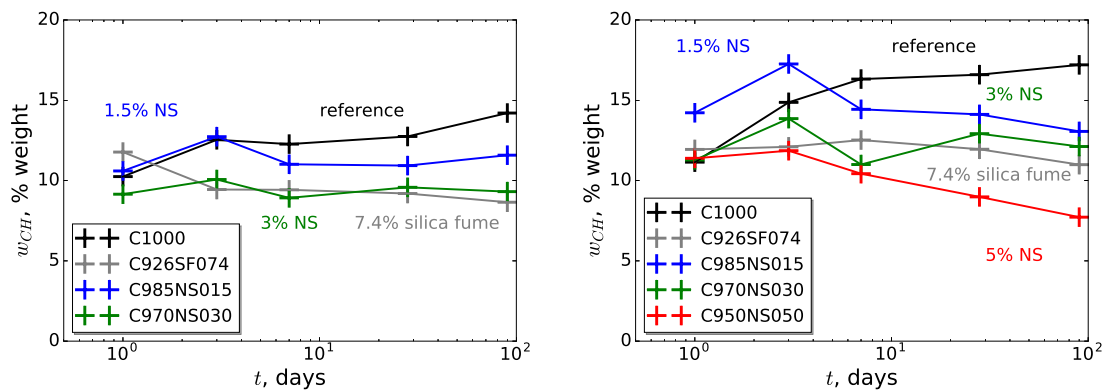 20
15
10
5
0
w_CH, % weight
1.5% NS
reference
3% NS
7.4% silica fume
C1000
C926SF074
C985NS015
C970NS030
10^0
10^1
10^2
t, days
20
15
10
5
0
w_CH, % weight
1.5% NS
reference
3% NS
7.4% silica fume
5% NS
C1000
C926SF074
C985NS015
C970NS030
C950NS050
10^0
10^1
10^2
t, days